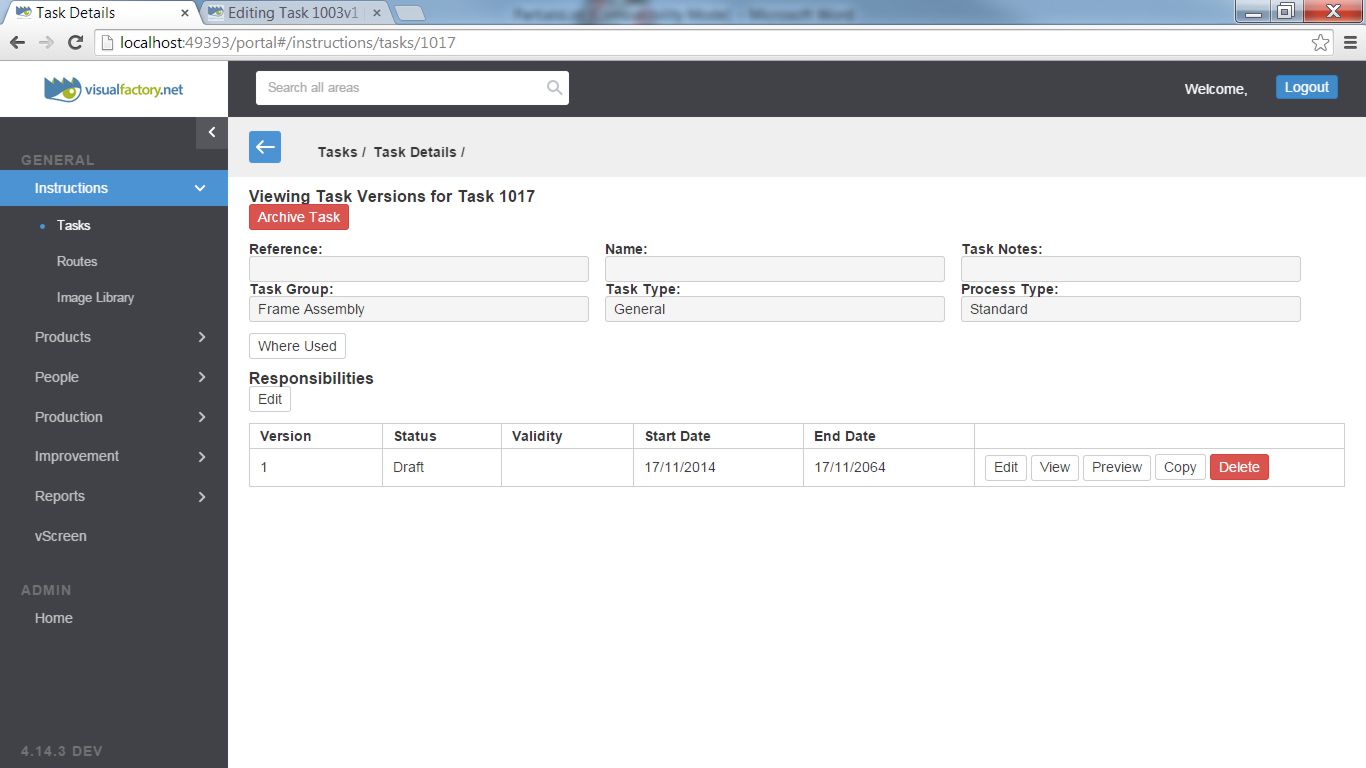 Task Details
Editing Task 1003v1
Microsoft Word
localhost:49393/portal#/instructions/tasks/1017
visualfactory.net
Search all areas
Welcome,
Logout
GENERAL
Instructions
Tasks
Routes
Image Library
Products
People
Production
Improvement
Reports
vScreen
ADMIN
Home
4.14.3 DEV
Tasks / Task Details /
Viewing Task Versions for Task 1017
Archive Task
Reference: Name: Task Notes:
Task Group: Task Type: Process Type:
Frame Assembly General Standard
Where Used
Responsibilities
Edit
Version Status Validity Start Date End Date
1 Draft 17/11/2014 17/11/2064 Edit View Preview Copy Delete